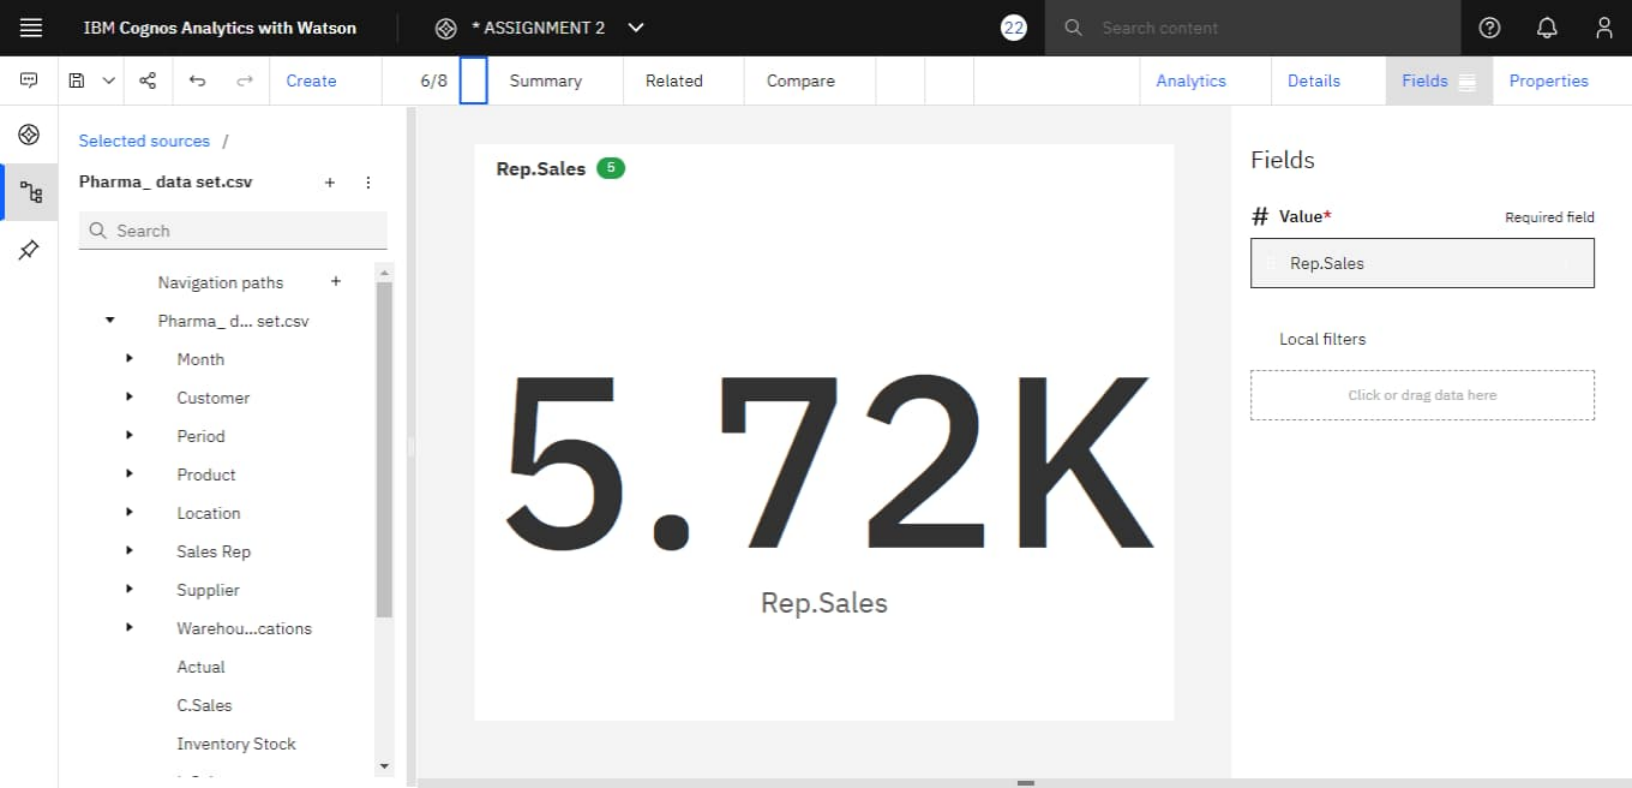 IBM Cognos Analytics with Watson
* ASSIGNMENT 2
22
Search content
Create
6/8
Summary
Related
Compare
Analytics
Details
Fields
Properties
Selected sources /
Pharma_ data set.csv
+
Search
Navigation paths +
Pharma_ d... set.csv
Month
Customer
Period
Product
Location
Sales Rep
Supplier
Warehou...cations
Actual
C.Sales
Inventory Stock
Rep.Sales 5
5.72K
Rep.Sales
Fields
# Value* Required field
Rep.Sales
Local filters
Click or drag data here